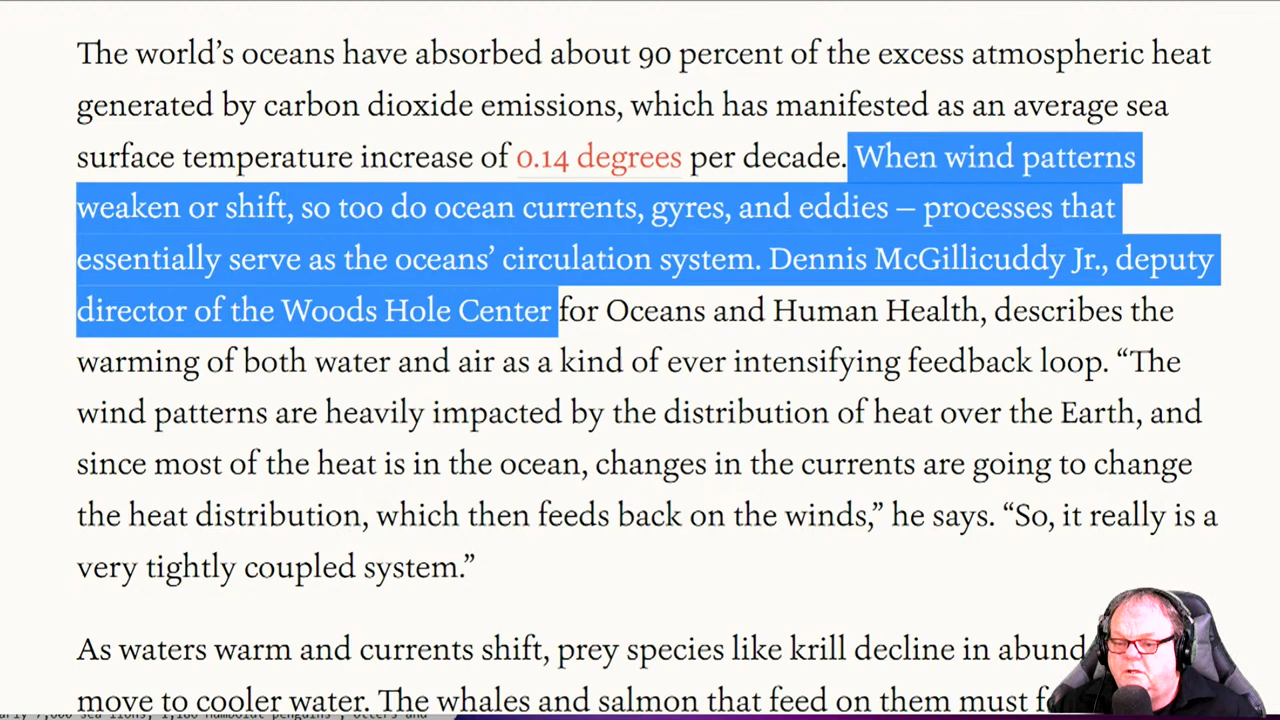 The world’s oceans have absorbed about 90 percent of the excess atmospheric heat
generated by carbon dioxide emissions, which has manifested as an average sea
surface temperature increase of 0.14 degrees per decade. When wind patterns
weaken or shift, so too do ocean currents, gyres, and eddies – processes that
essentially serve as the oceans’ circulation system. Dennis McGillicuddy Jr., deputy
director of the Woods Hole Center for Oceans and Human Health, describes the
warming of both water and air as a kind of ever intensifying feedback loop. “The
wind patterns are heavily impacted by the distribution of heat over the Earth, and
since most of the heat is in the ocean, changes in the currents are going to change
the heat distribution, which then feeds back on the winds,” he says. “So, it really is a
very tightly coupled system.”
As waters warm and currents shift, prey species like krill decline in abund
move to cooler water. The whales and salmon that feed on them must f